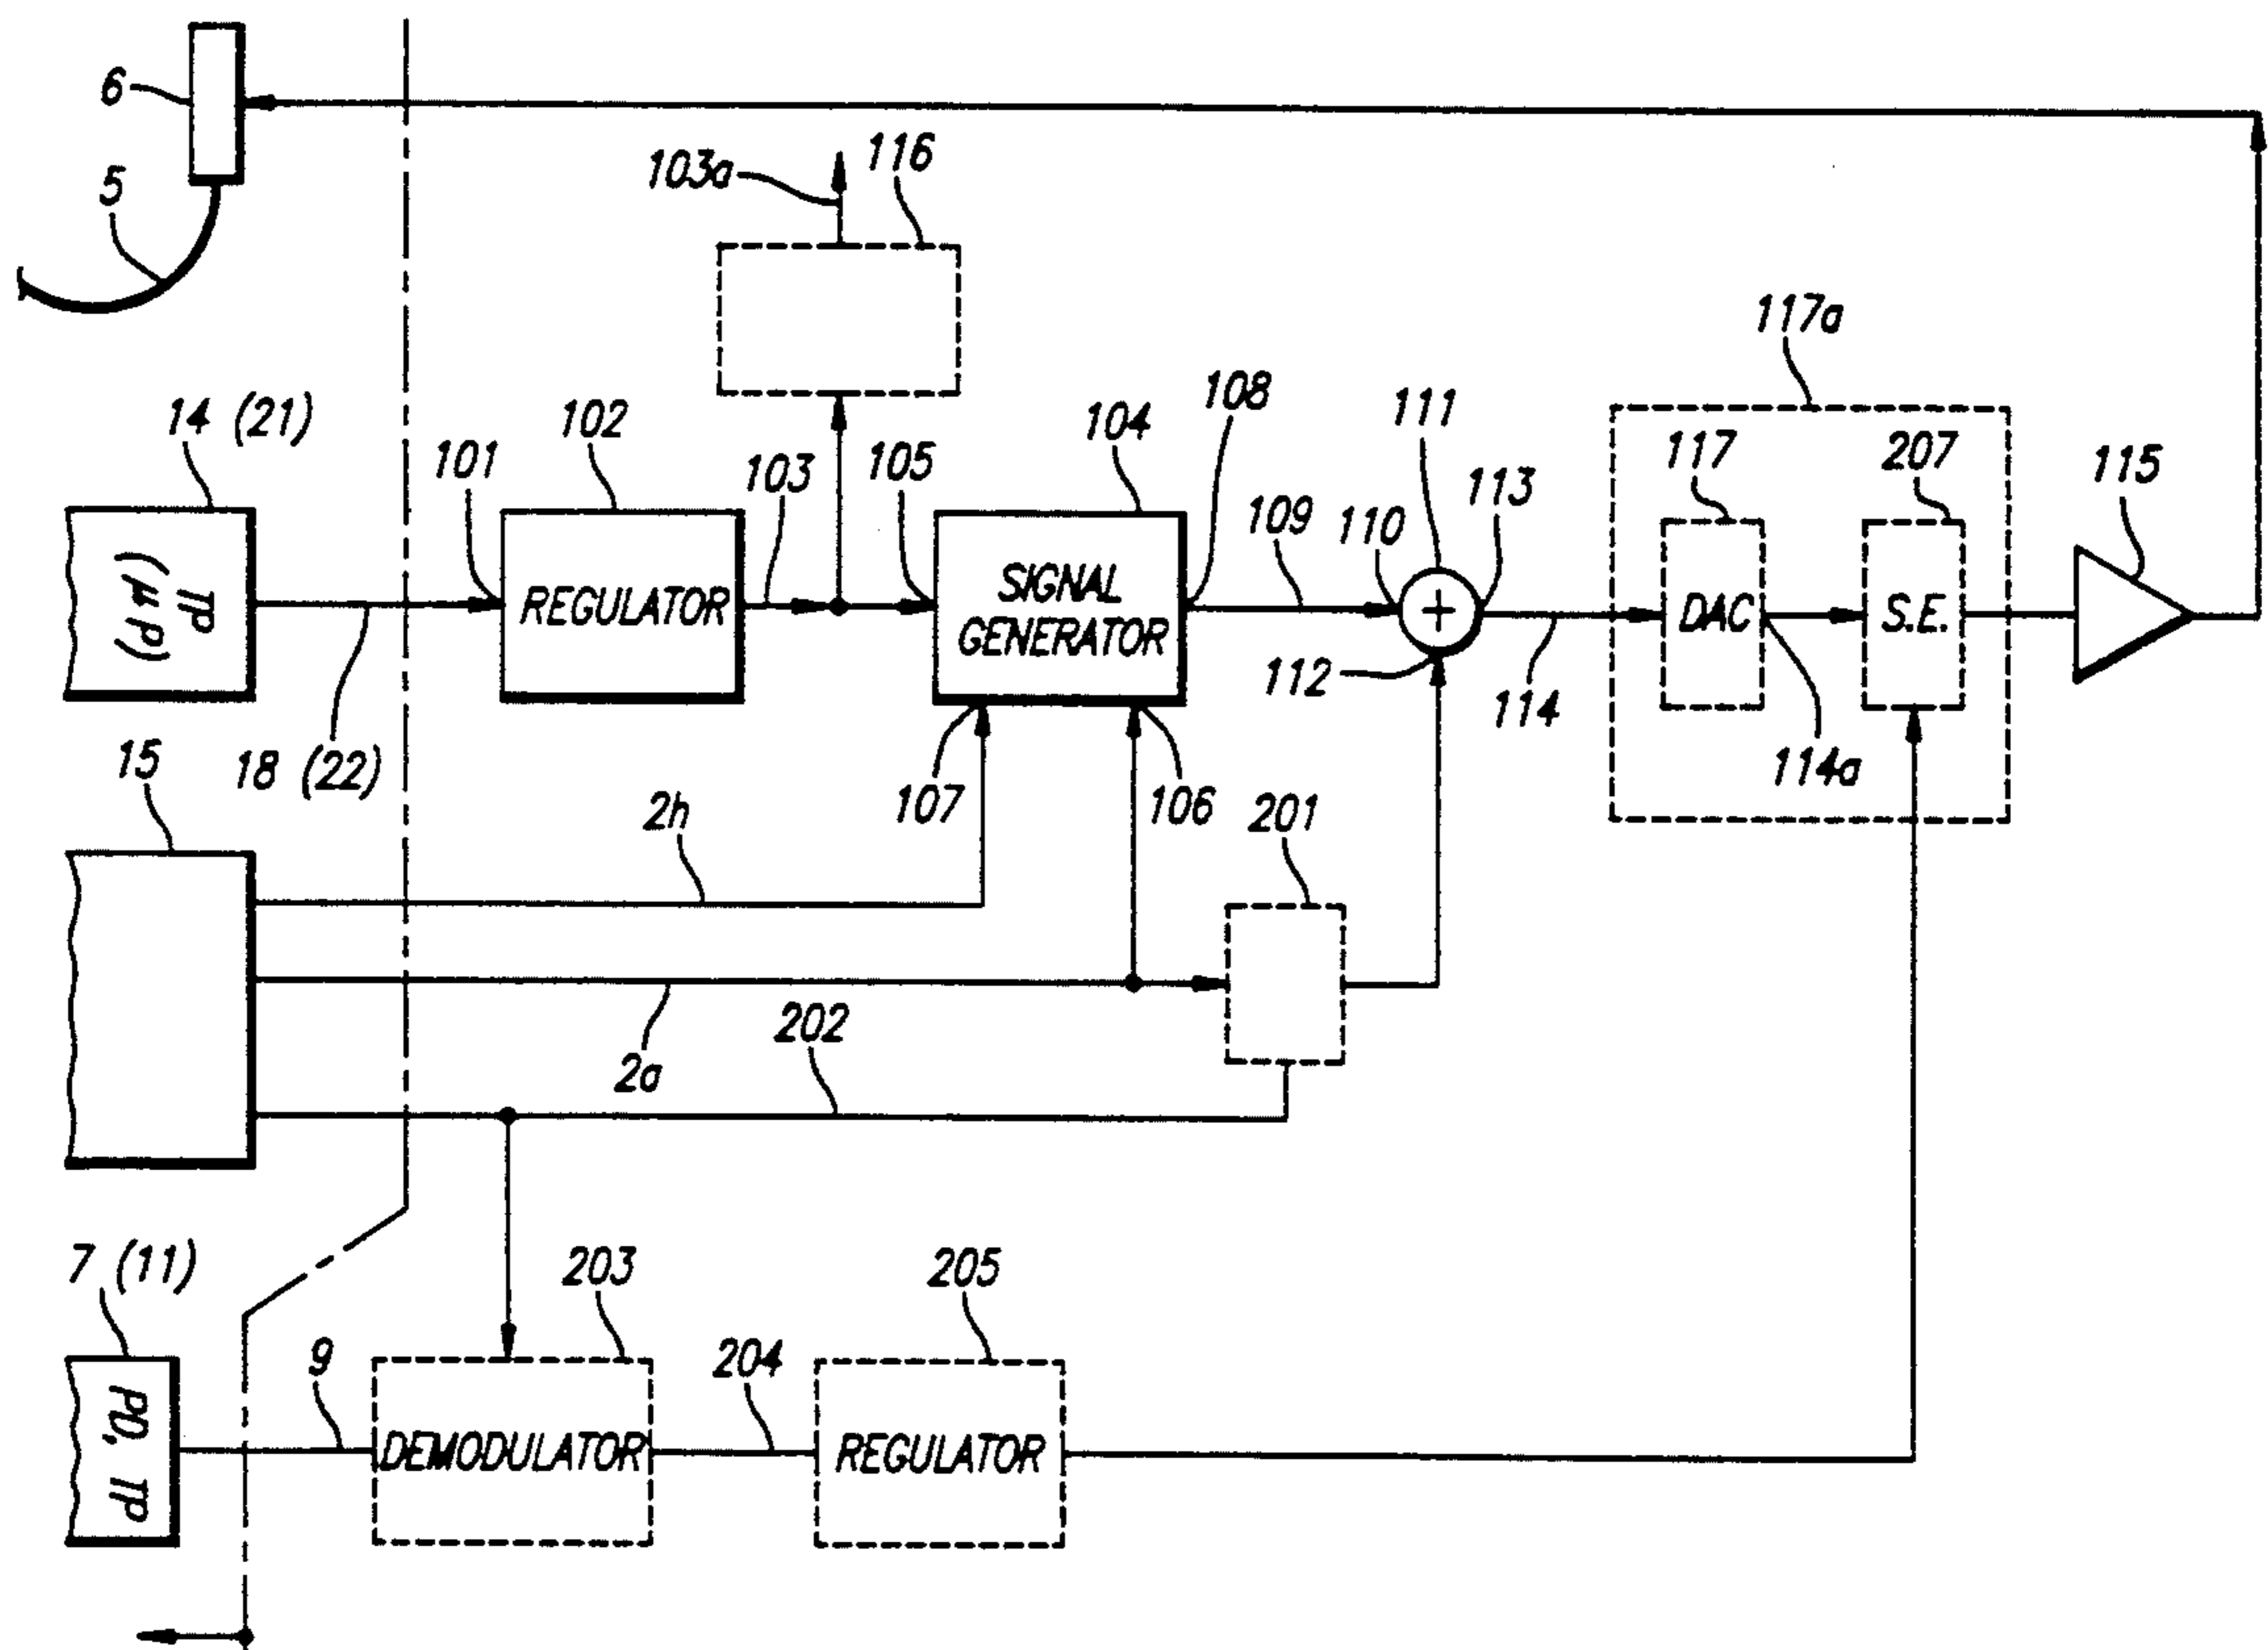 6
5
103a
116
117a
14 (21)
102
104
108
111
117
207
115
101
103
105
109
110
113
TP
(μP)
REGULATOR
SIGNAL
GENERATOR
+
DAC
S.E.
112
114
114a
18 (22)
15
107
106
2h
201
2a
202
7 (11)
203
205
9
204
PD,
TP
DEMODULATOR
REGULATOR